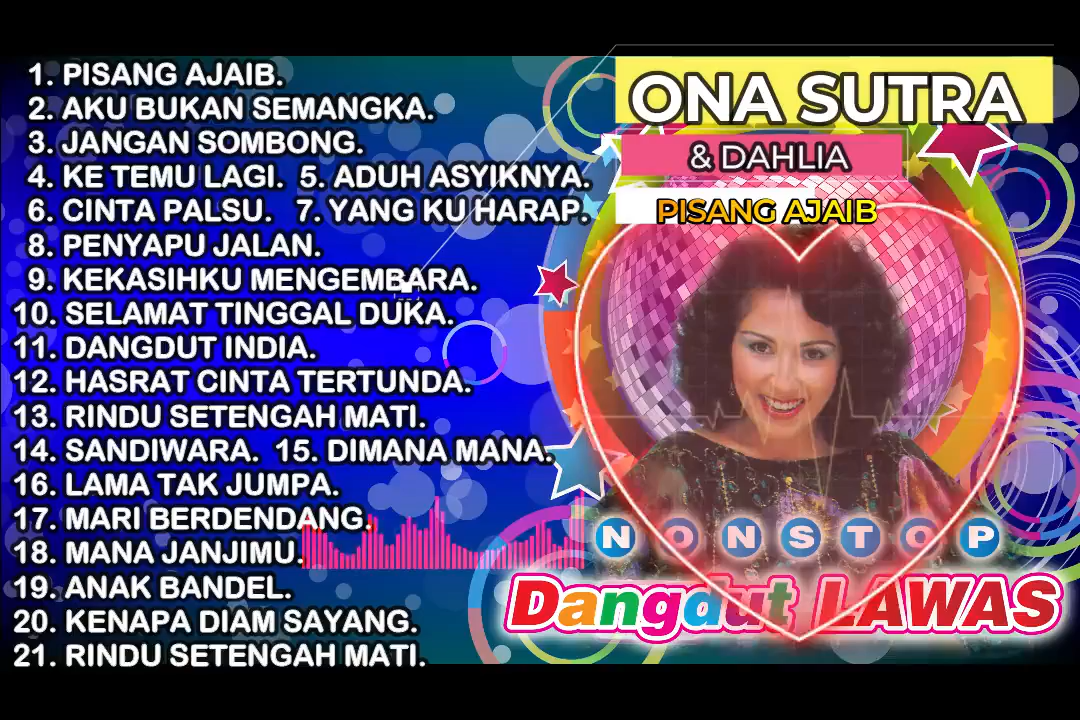 1. PISANG AJAIB.
2. AKU BUKAN SEMANGKA.
3. JANGAN SOMBONG.
4. KE TEMU LAGI. 5. ADUH ASYIKNYA.
6. CINTA PALSU. 7. YANG KU HARAP.
8. PENYAPU JALAN.
9. KEKASIHKU MENGEMBARA.
10. SELAMAT TINGGAL DUKA.
11. DANGDUT INDIA.
12. HASRAT CINTA TERTUNDA.
13. RINDU SETENGAH MATI.
14. SANDIWARA. 15. DIMANA MANA.
16. LAMA TAK JUMPA.
17. MARI BERDENDANG.
18. MANA JANJIMU.
19. ANAK BANDEL.
20. KENAPA DIAM SAYANG.
21. RINDU SETENGAH MATI.
ONA SUTRA
& DAHLIA
PISANG AJAIB
NONSTOP
Dangdut LAWAS